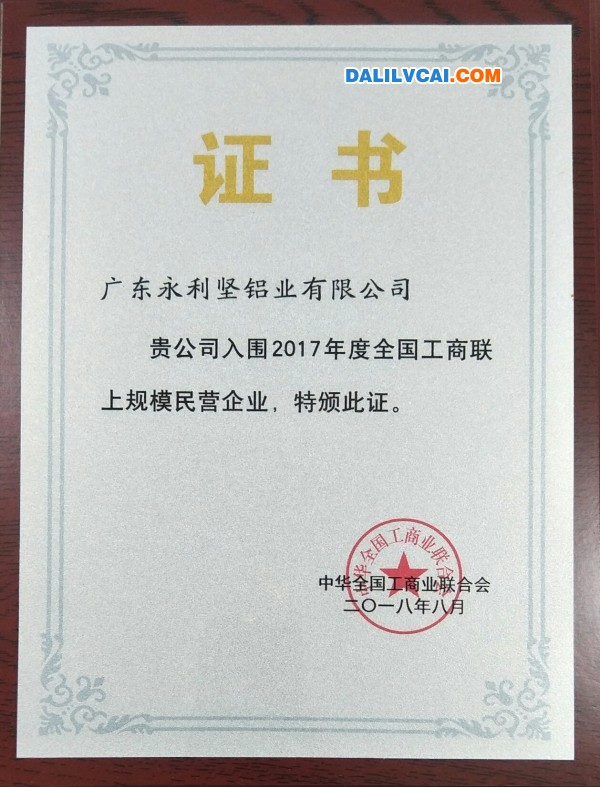 DALILVCAI.COM
证书
广东永利坚铝业有限公司
贵公司入围2017年度全国工商联
上规模民营企业，特颁此证。
中华全国工商业联合会
中华全国工商业联合会
二〇一八年八月